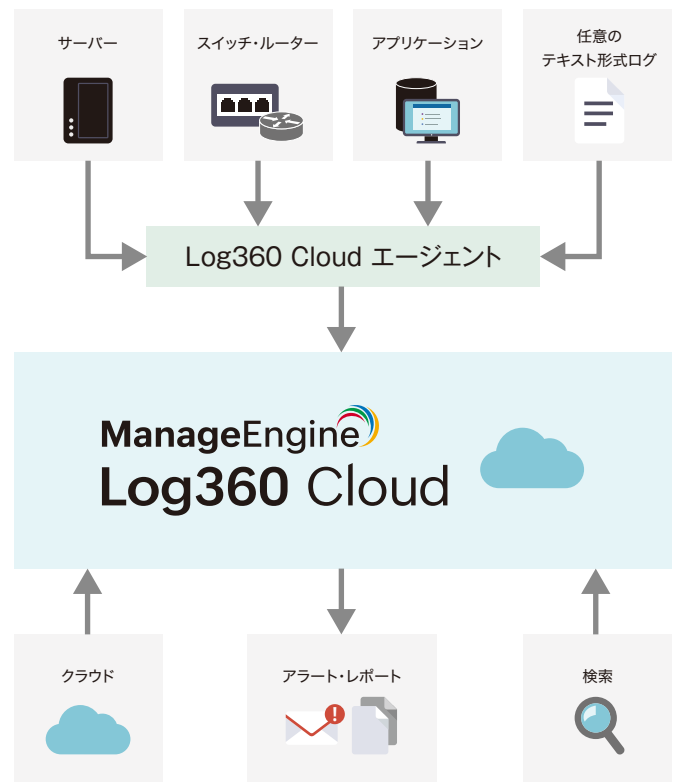 サーバー
スイッチ・ルーター
アプリケーション
任意の
テキスト形式ログ
Log360 Cloud エージェント
ManageEngine
Log360 Cloud
クラウド
アラート・レポート
検索